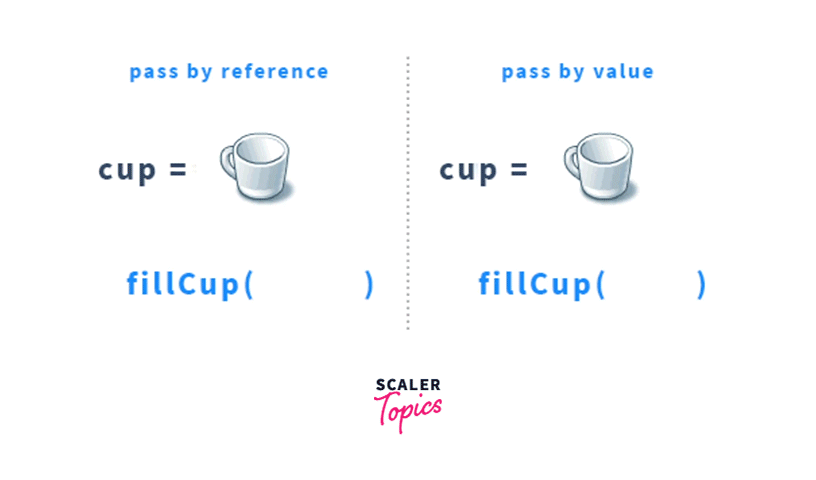 pass by reference
cup =
fillCup( )
pass by value
cup =
fillCup( )
SCALER
Topics